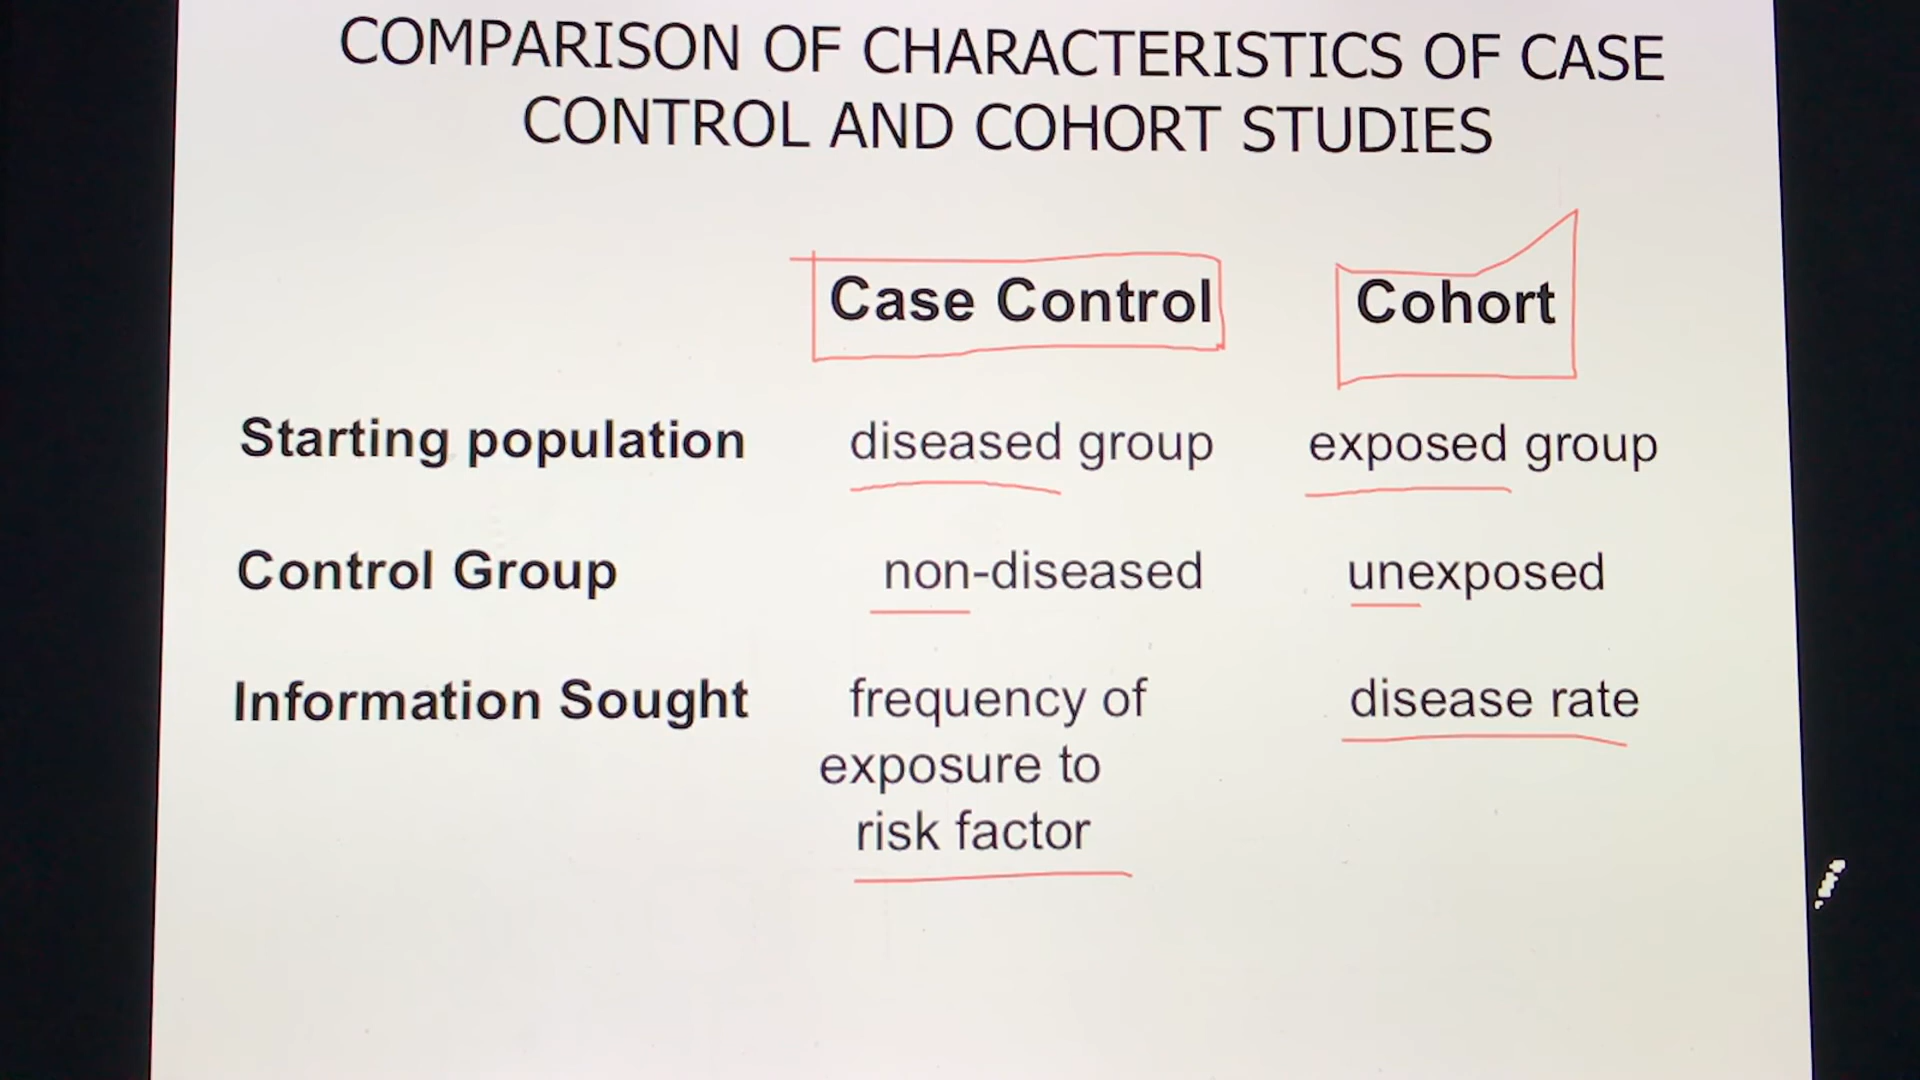 COMPARISON OF CHARACTERISTICS OF CASE
CONTROL AND COHORT STUDIES
Case Control Cohort
Starting population diseased group exposed group
Control Group non-diseased unexposed
Information Sought frequency of disease rate
exposure to
risk factor